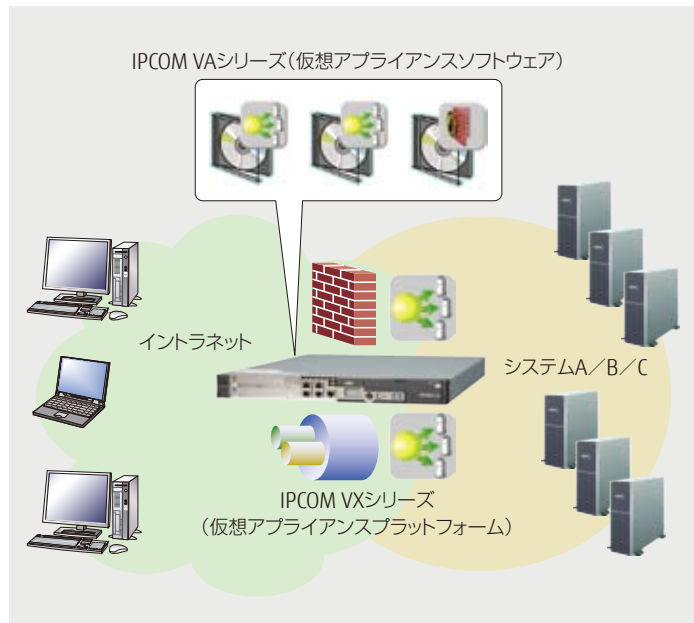 IPCOM VAシリーズ(仮想アプライアンスソフトウェア)
イントラネット
システムA/B/C
IPCOM VXシリーズ
(仮想アプライアンスプラットフォーム)